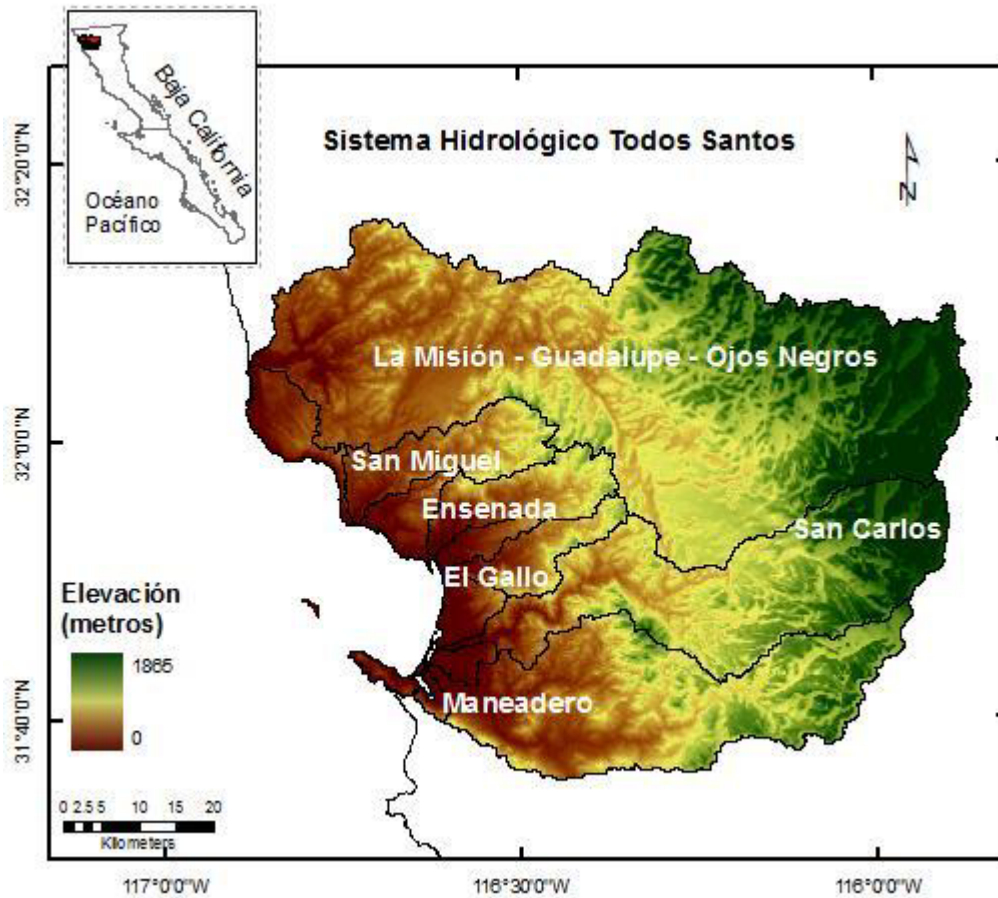 Baja California
Océano
Pacífico
Sistema Hidrológico Todos Santos
N
32°20'0"N
32°0'0"N
31°40'0"N
La Misión - Guadalupe - Ojos Negros
San Miguel
Ensenada
San Carlos
El Gallo
Maneadero
Elevación
(metros)
1865
0
0 2.5 5 10 15 20
Kilometers
117°0'0"W
116°30'0"W
116°0'0"W